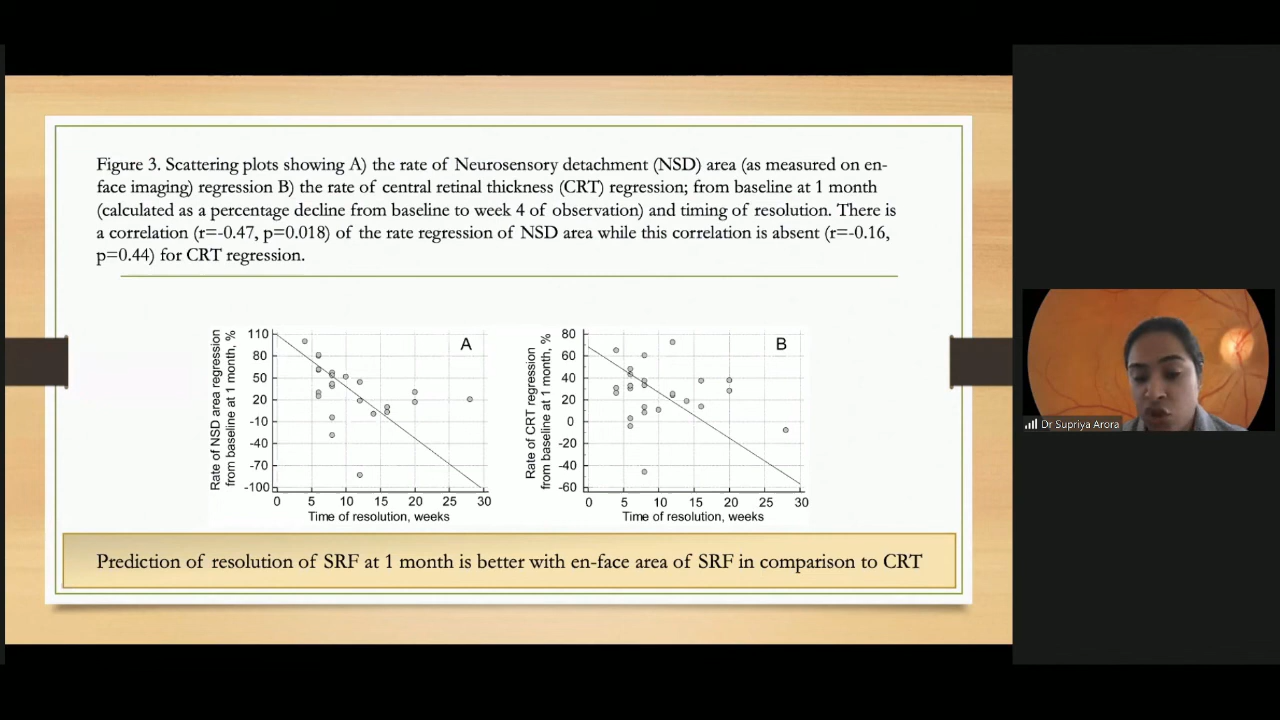 Figure 3. Scattering plots showing A) the rate of Neurosensory detachment (NSD) area (as measured on en-
face imaging) regression B) the rate of central retinal thickness (CRT) regression; from baseline at 1 month
(calculated as a percentage decline from baseline to week 4 of observation) and timing of resolution. There is
a correlation (r=-0.47, p=0.018) of the rate regression of NSD area while this correlation is absent (r=-0.16,
p=0.44) for CRT regression.
Rate of NSD area regression
from baseline at 1 month, %
110
80
50
20
-10
-40
-70
-100
A
0 5 10 15 20 25 30
Time of resolution, weeks
Rate of CRT regression
from baseline at 1 month, %
80
60
40
20
0
-20
-40
-60
B
0 5 10 15 20 25 30
Time of resolution, weeks
Prediction of resolution of SRF at 1 month is better with en-face area of SRF in comparison to CRT
Dr Supriya Arora